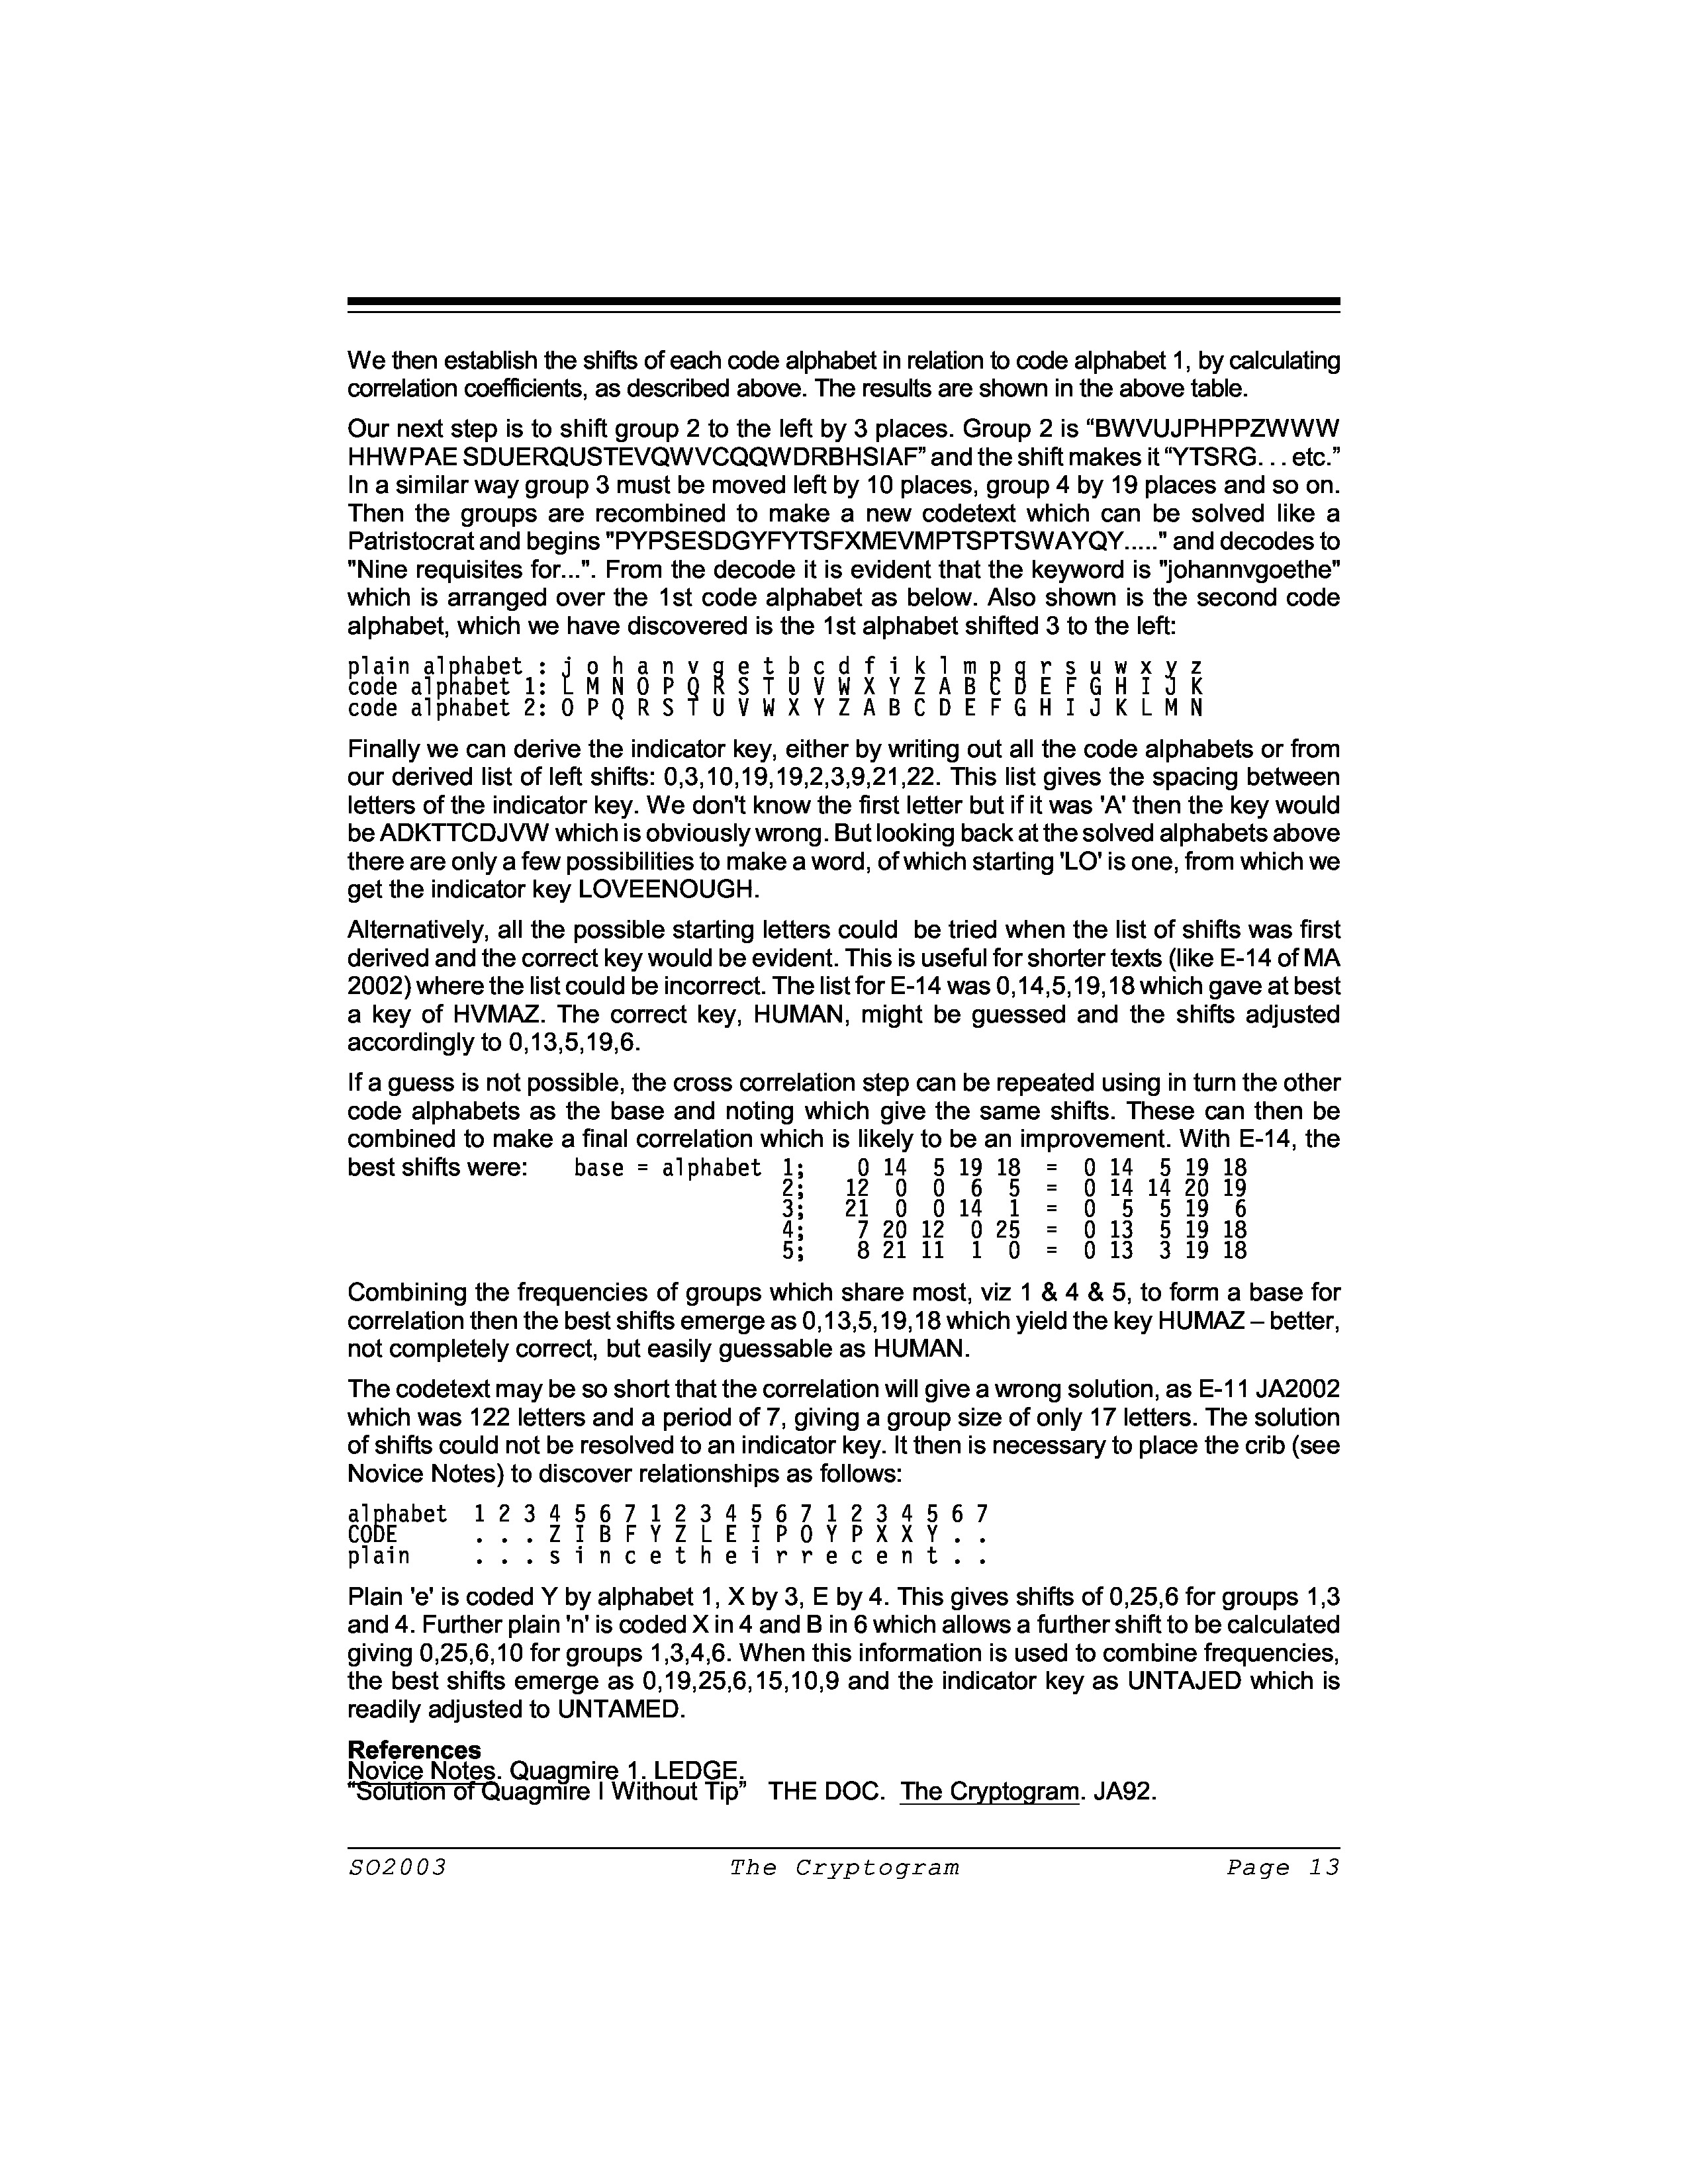 We then establish the shifts of each code alphabet in relation to code alphabet 1, by calculating
correlation coefficients, as described above. The results are shown in the above table.
Our next step is to shift group 2 to the left by 3 places. Group 2 is “BWVUJPHPPZWWW
HHWPAE SDUERQUSTEVQWVCQQWDRBHSIAF” and the shift makes it “YTSRG. . . etc.”
In a similar way group 3 must be moved left by 10 places, group 4 by 19 places and so on.
Then the groups are recombined to make a new codetext which can be solved like a
Patristocrat and begins "PYPSESDGYFYTSFXMEVMPTSPTSWAYQY....." and decodes to
"Nine requisites for...". From the decode it is evident that the keyword is "johannvgoethe"
which is arranged over the 1st code alphabet as below. Also shown is the second code
alphabet, which we have discovered is the 1st alphabet shifted 3 to the left:
plain alphabet : j o h a n v g e t b c d f i k l m p q r s u w x y z
code alphabet 1: L M N O P Q R S T U V W X Y Z A B C D E F G H I J K
code alphabet 2: O P Q R S T U V W X Y Z A B C D E F G H I J K L M N
Finally we can derive the indicator key, either by writing out all the code alphabets or from
our derived list of left shifts: 0,3,10,19,19,2,3,9,21,22. This list gives the spacing between
letters of the indicator key. We don't know the first letter but if it was 'A' then the key would
be ADKTTCDJVW which is obviously wrong. But looking back at the solved alphabets above
there are only a few possibilities to make a word, of which starting 'LO' is one, from which we
get the indicator key LOVEENOUGH.
Alternatively, all the possible starting letters could be tried when the list of shifts was first
derived and the correct key would be evident. This is useful for shorter texts (like E-14 of MA
2002) where the list could be incorrect. The list for E-14 was 0,14,5,19,18 which gave at best
a key of HVMAZ. The correct key, HUMAN, might be guessed and the shifts adjusted
accordingly to 0,13,5,19,6.
If a guess is not possible, the cross correlation step can be repeated using in turn the other
code alphabets as the base and noting which give the same shifts. These can then be
combined to make a final correlation which is likely to be an improvement. With E-14, the
best shifts were: base = alphabet 1; 0 14 5 19 18 = 0 14 5 19 18
2; 12 0 0 6 5 = 0 14 14 20 19
3; 21 0 0 14 1 = 0 5 5 19 6
4; 7 20 12 0 25 = 0 13 5 19 18
5; 8 21 11 1 0 = 0 13 3 19 18
Combining the frequencies of groups which share most, viz 1 & 4 & 5, to form a base for
correlation then the best shifts emerge as 0,13,5,19,18 which yield the key HUMAZ – better,
not completely correct, but easily guessable as HUMAN.
The codetext may be so short that the correlation will give a wrong solution, as E-11 JA2002
which was 122 letters and a period of 7, giving a group size of only 17 letters. The solution
of shifts could not be resolved to an indicator key. It then is necessary to place the crib (see
Novice Notes) to discover relationships as follows:
alphabet 1 2 3 4 5 6 7 1 2 3 4 5 6 7 1 2 3 4 5 6 7
CODE . . . Z I B F Y Z L E I P O Y P X X Y . .
plain . . . s i n c e t h e i r r e c e n t . .
Plain 'e' is coded Y by alphabet 1, X by 3, E by 4. This gives shifts of 0,25,6 for groups 1,3
and 4. Further plain 'n' is coded X in 4 and B in 6 which allows a further shift to be calculated
giving 0,25,6,10 for groups 1,3,4,6. When this information is used to combine frequencies,
the best shifts emerge as 0,19,25,6,15,10,9 and the indicator key as UNTAJED which is
readily adjusted to UNTAMED.
References
Novice Notes. Quagmire 1. LEDGE.
“Solution of Quagmire I Without Tip” THE DOC. The Cryptogram. JA92.
SO2003 The Cryptogram Page 13